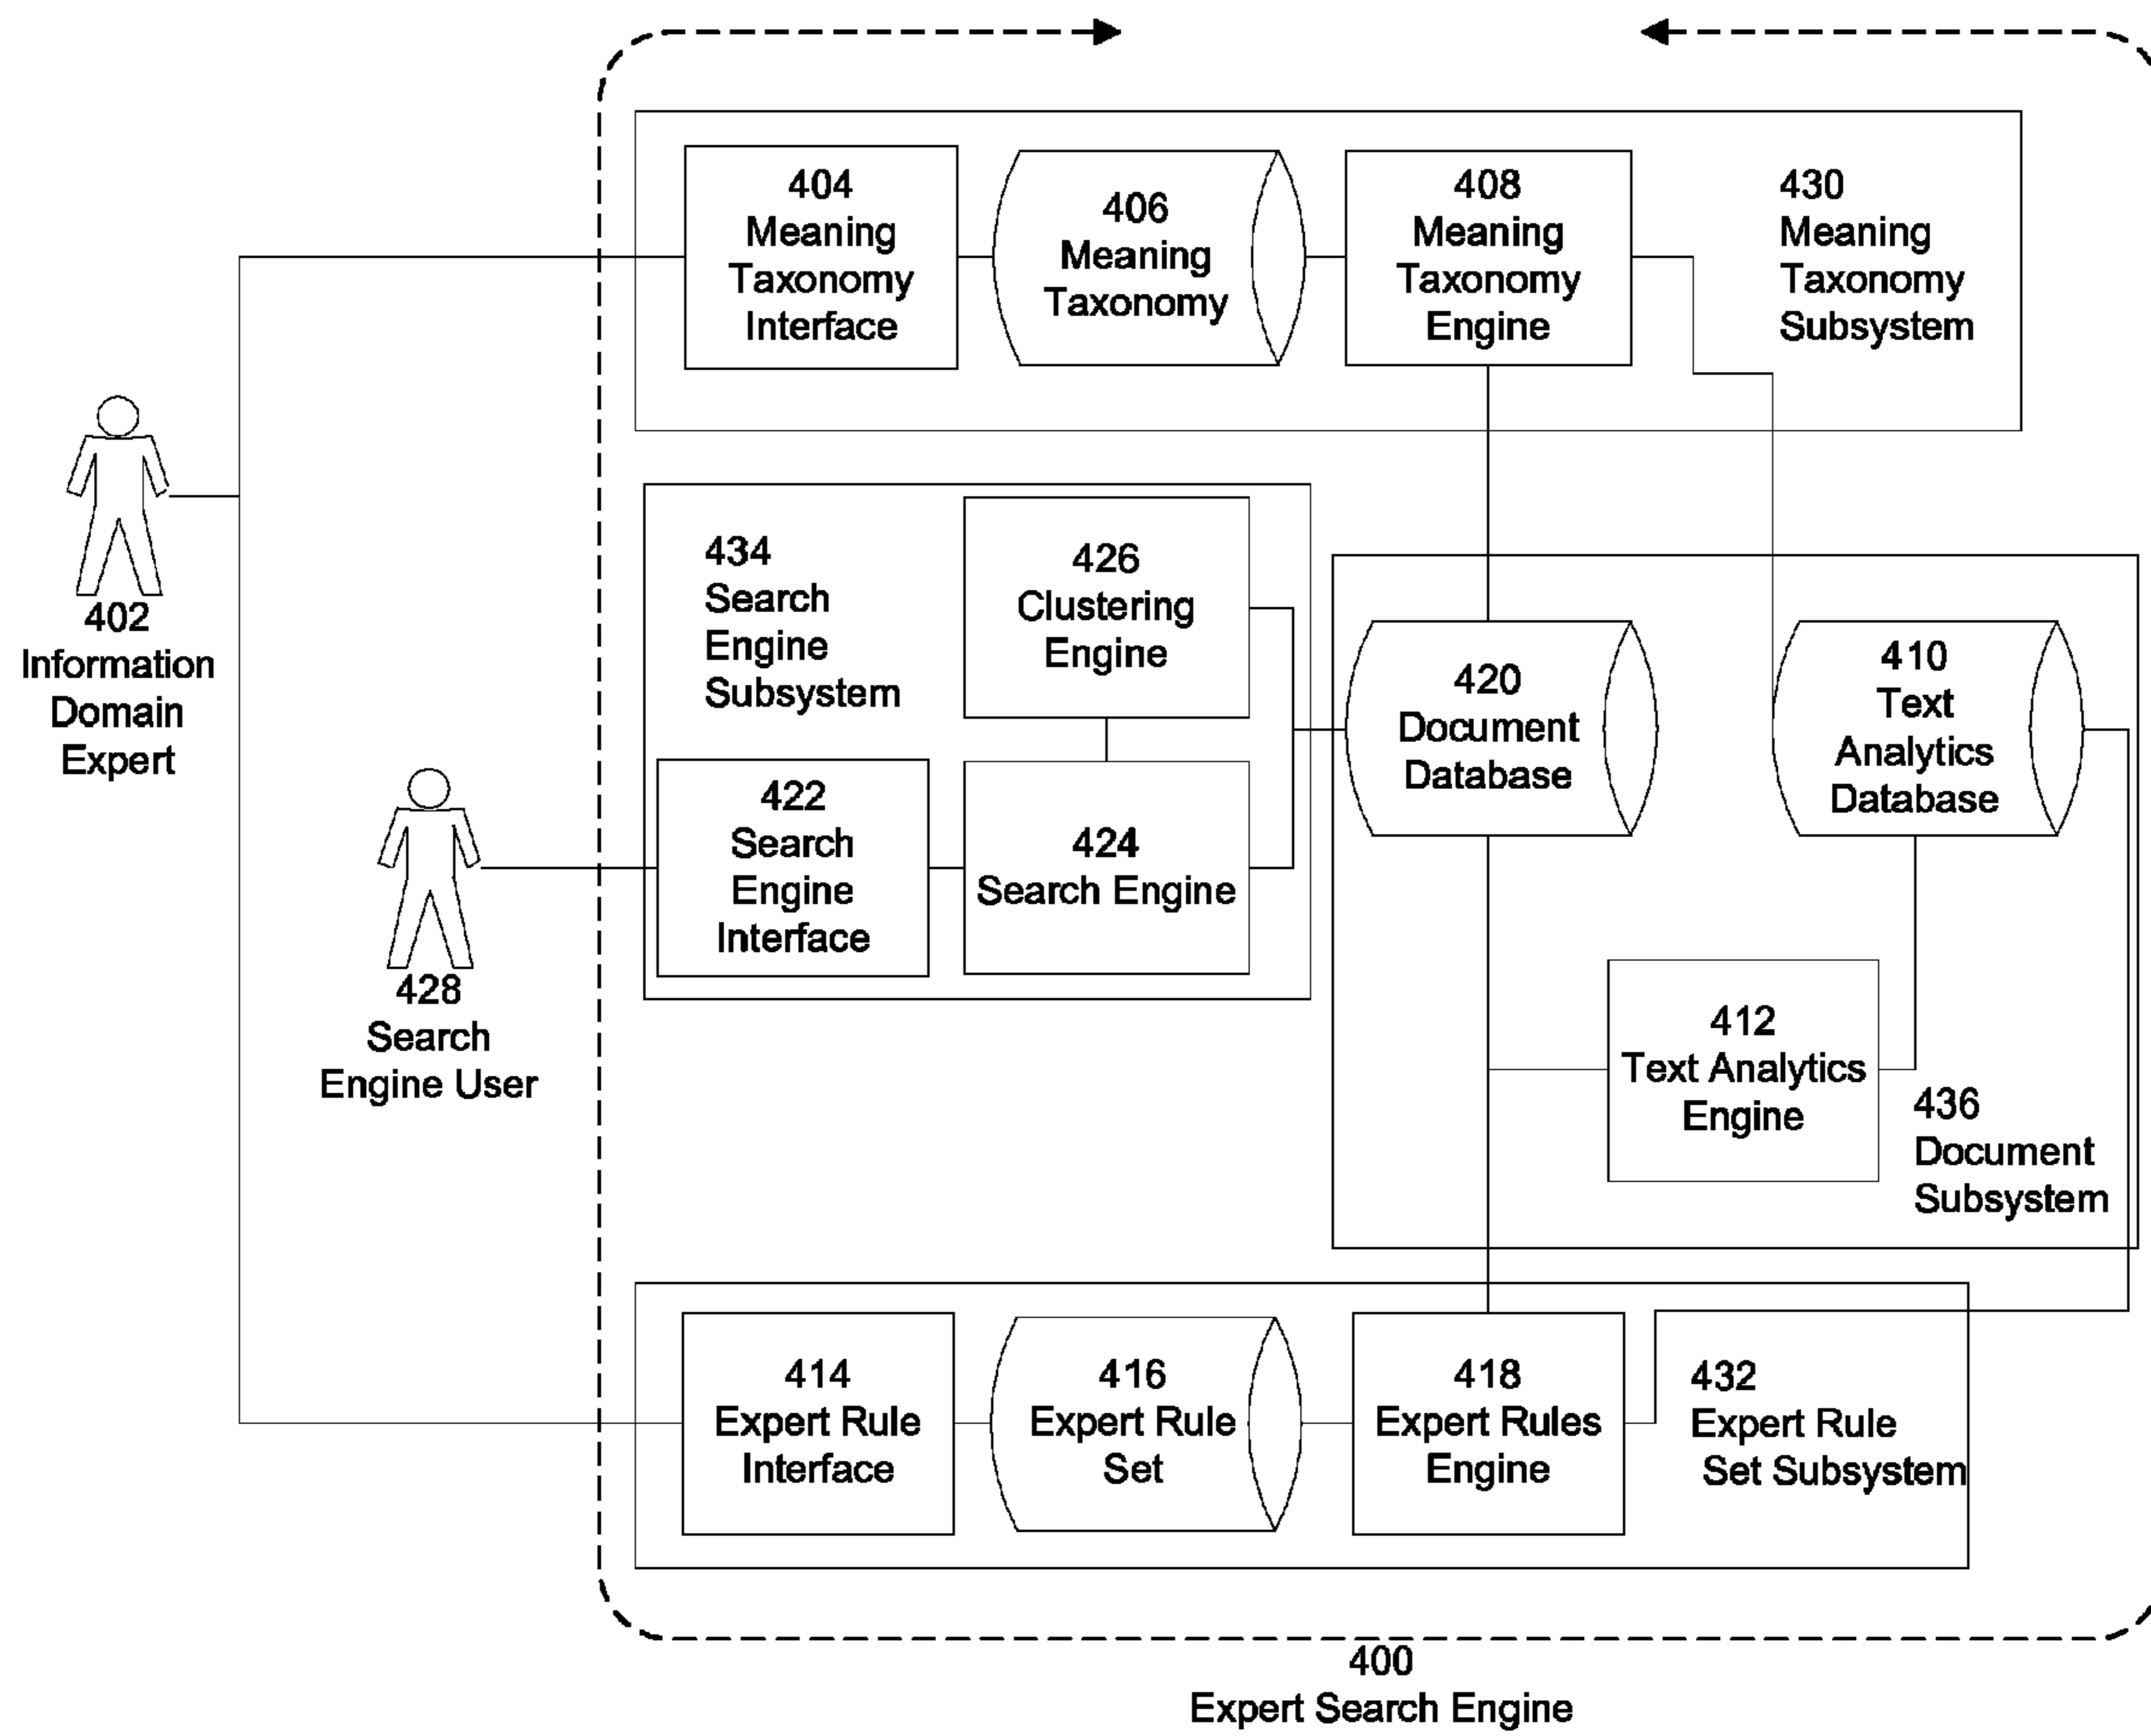 404
Meaning
Taxonomy
Interface
406
Meaning
Taxonomy
408
Meaning
Taxonomy
Engine
430
Meaning
Taxonomy
Subsystem
402
Information
Domain
Expert
434
Search
Engine
Subsystem
426
Clustering
Engine
420
Document
Database
410
Text
Analytics
Database
428
Search
Engine User
422
Search
Engine
Interface
424
Search Engine
412
Text Analytics
Engine
436
Document
Subsystem
414
Expert Rule
Interface
416
Expert Rule
Set
418
Expert Rules
Engine
432
Expert Rule
Set Subsystem
400
Expert Search Engine